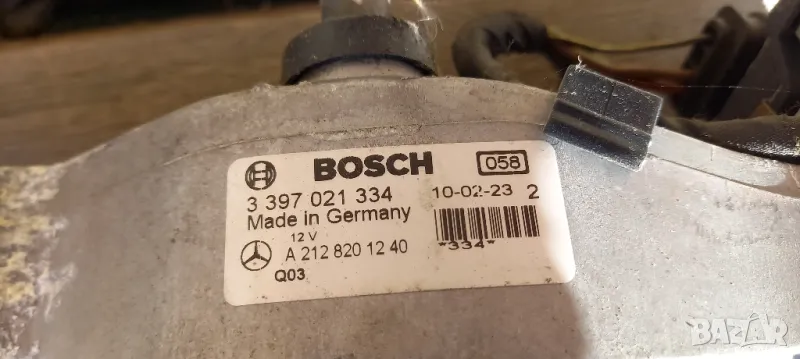 BOSCH 058
3 397 021 334 10-02-23 2
Made in Germany
12 V *334*
A 212 820 12 40
Q03
BAZAR